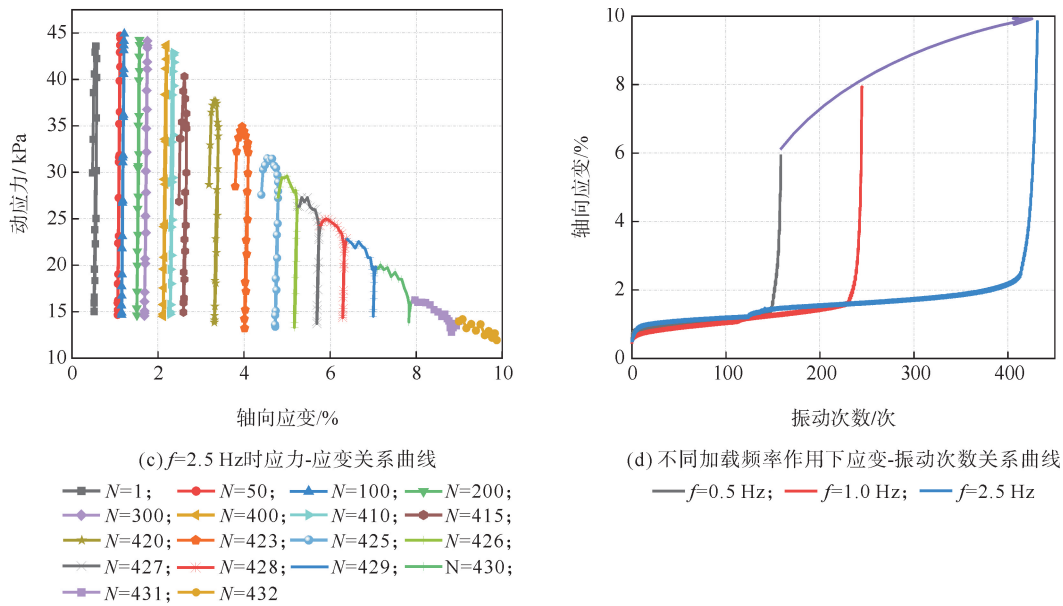 45
40
35
30
25
20
15
10
动应力/ kPa
0
2
4
6
8
10
轴向应变/%
(c) f=2.5 Hz时应力-应变关系曲线
N=1; N=50; N=100; N=200;
N=300; N=400; N=410; N=415;
N=420; N=423; N=425; N=426;
N=427; N=428; N=429; N=430;
N=431; N=432
10
8
6
4
2
0
轴向应变/%
0
100
200
300
400
振动次数/次
(d) 不同加载频率作用下应变-振动次数关系曲线
f=0.5 Hz; f=1.0 Hz; f=2.5 Hz